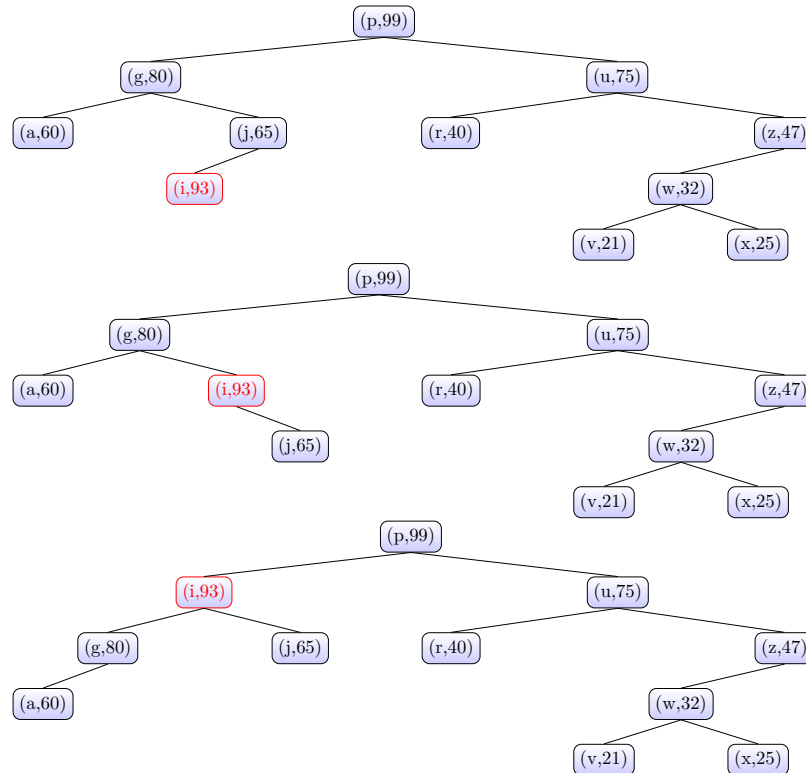 (p,99)
(g,80) (u,75)
(a,60) (j,65) (r,40) (z,47)
(i,93) (w,32)
(v,21) (x,25)
(p,99)
(g,80) (u,75)
(a,60) (i,93) (r,40) (z,47)
(j,65) (w,32)
(v,21) (x,25)
(p,99)
(i,93) (u,75)
(g,80) (j,65) (r,40) (z,47)
(a,60) (w,32)
(v,21) (x,25)